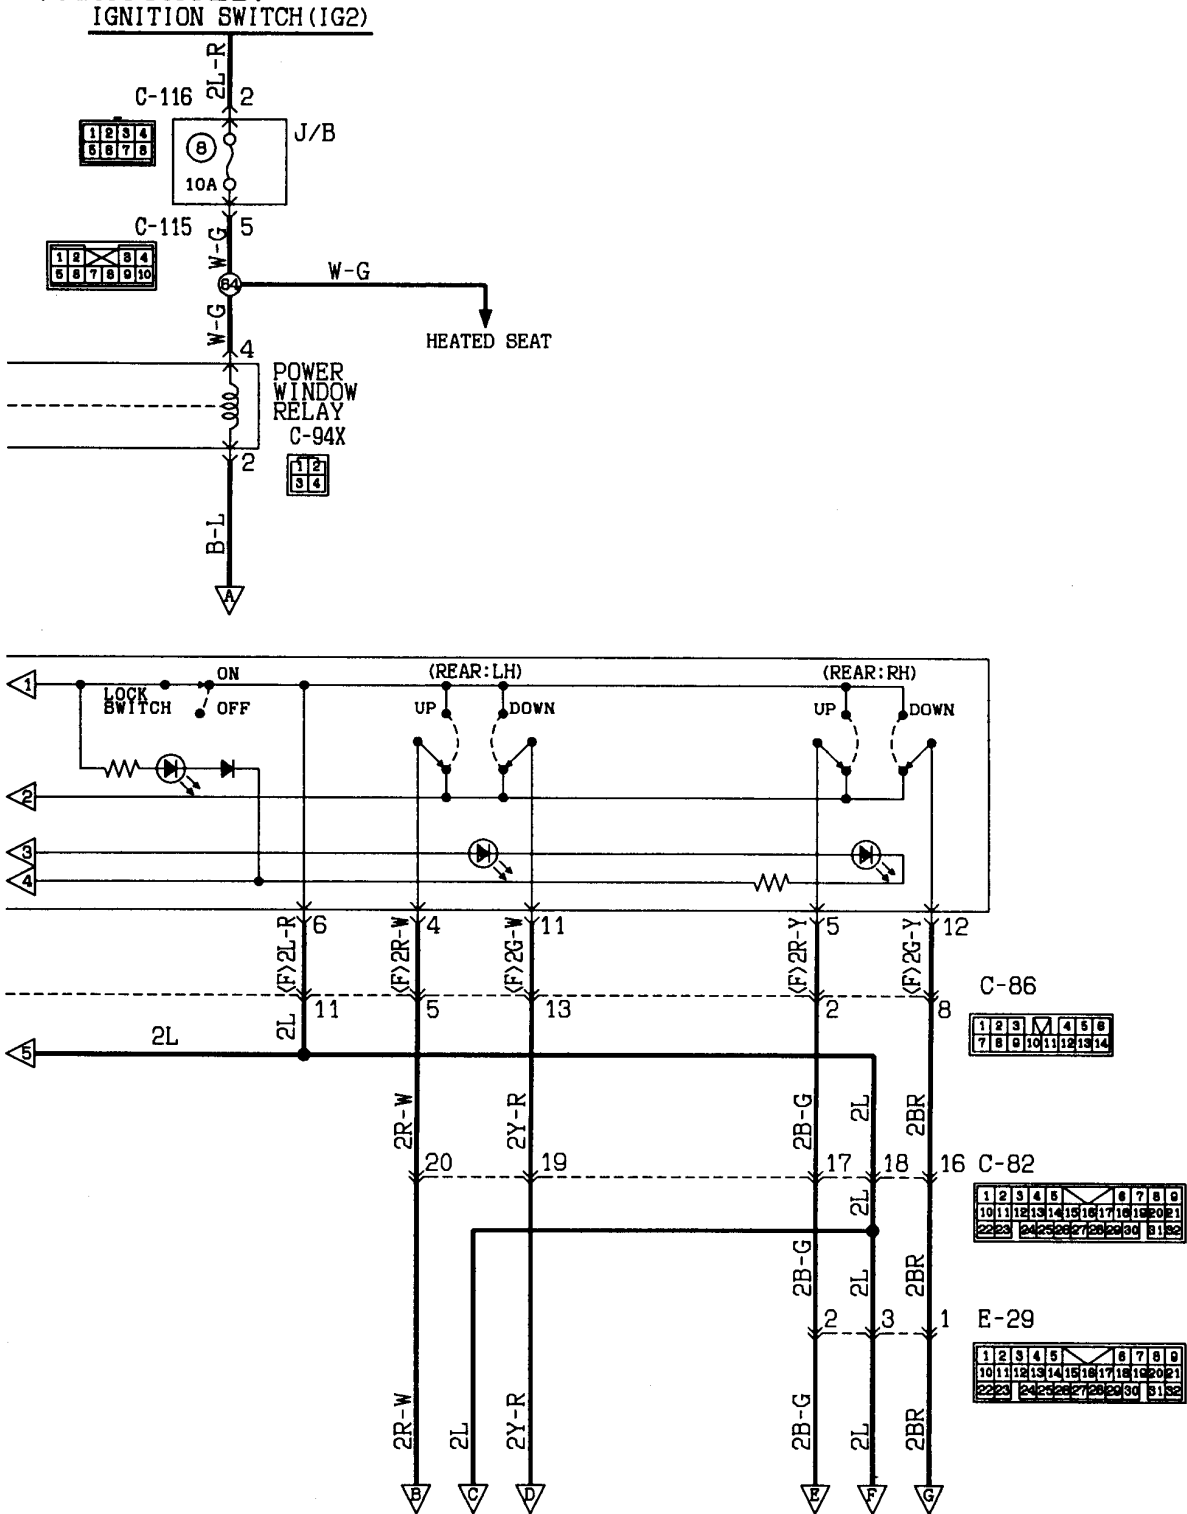 IGNITION SWITCH(IG2)
2L-R
C-116
2
J/B
1 2 3 4
5 6 7 8
8
10A
C-115
5
W-G
1 2 3 4
5 6 7 8 9 10
64
W-G
HEATED SEAT
W-G
4
POWER
WINDOW
RELAY
C-94X
2
1 2
3 4
B-L
A
1
LOCK
SWITCH
ON
OFF
(REAR:LH)
UP
DOWN
(REAR:RH)
UP
DOWN
2
3
4
6
4
11
5
12
<F>2L-R
<F>2R-W
<F>2G-W
<F>2R-Y
<F>2G-Y
11
5
13
2
8
C-86
1 2 3 4 5 6
7 8 9 10 11 12 13 14
5
2L
2L
2R-W
2Y-R
2B-G
2L
2BR
20
19
17
18
16
C-82
1 2 3 4 5 6 7 8 9
10 11 12 13 14 15 16 17 18 19 20 21
22 23 24 25 26 27 28 29 30 31 32
2L
2B-G
2L
2BR
2
3
1
E-29
1 2 3 4 5 6 7 8 9
10 11 12 13 14 15 16 17 18 19 20 21
22 23 24 25 26 27 28 29 30 31 32
2R-W
2L
2Y-R
2B-G
2L
2BR
B
C
D
E
F
G